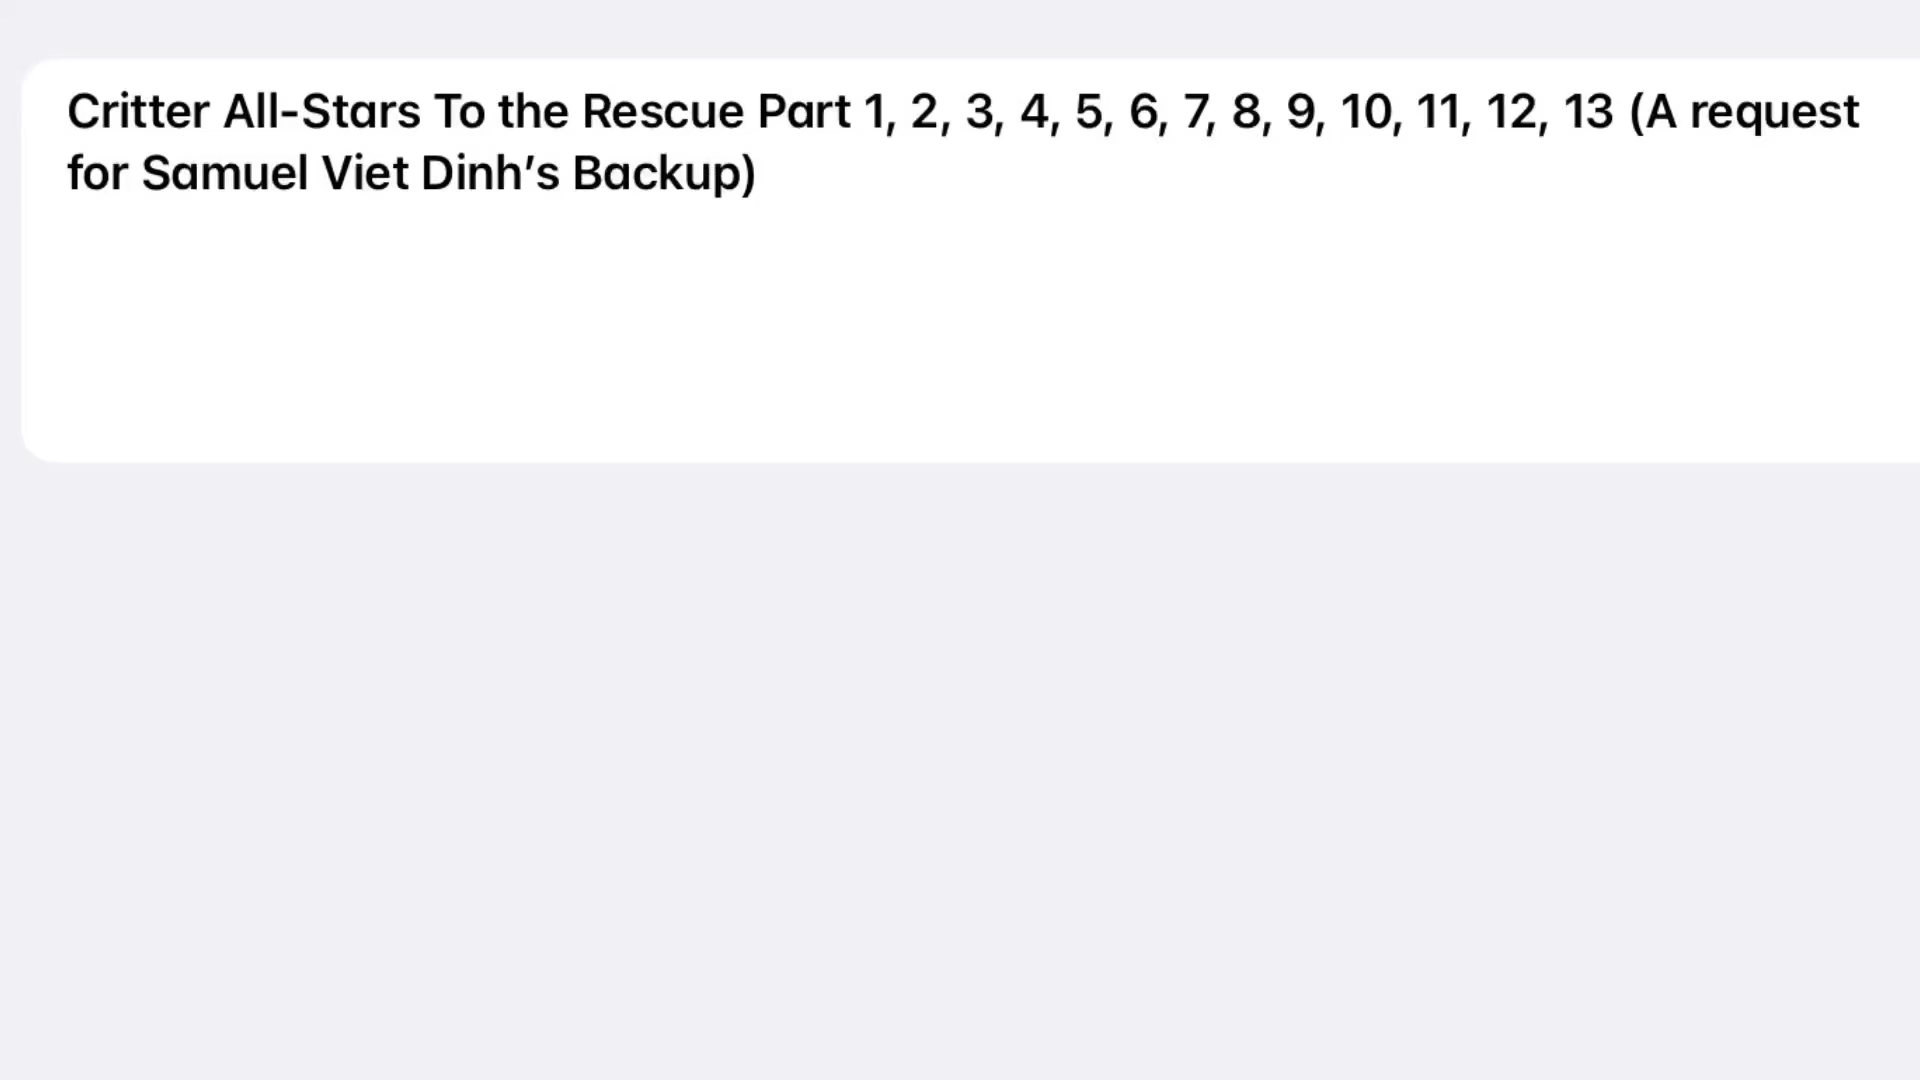 Critter All-Stars To the Rescue Part 1, 2, 3, 4, 5, 6, 7, 8, 9, 10, 11, 12, 13 (A request
for Samuel Viet Dinh’s Backup)